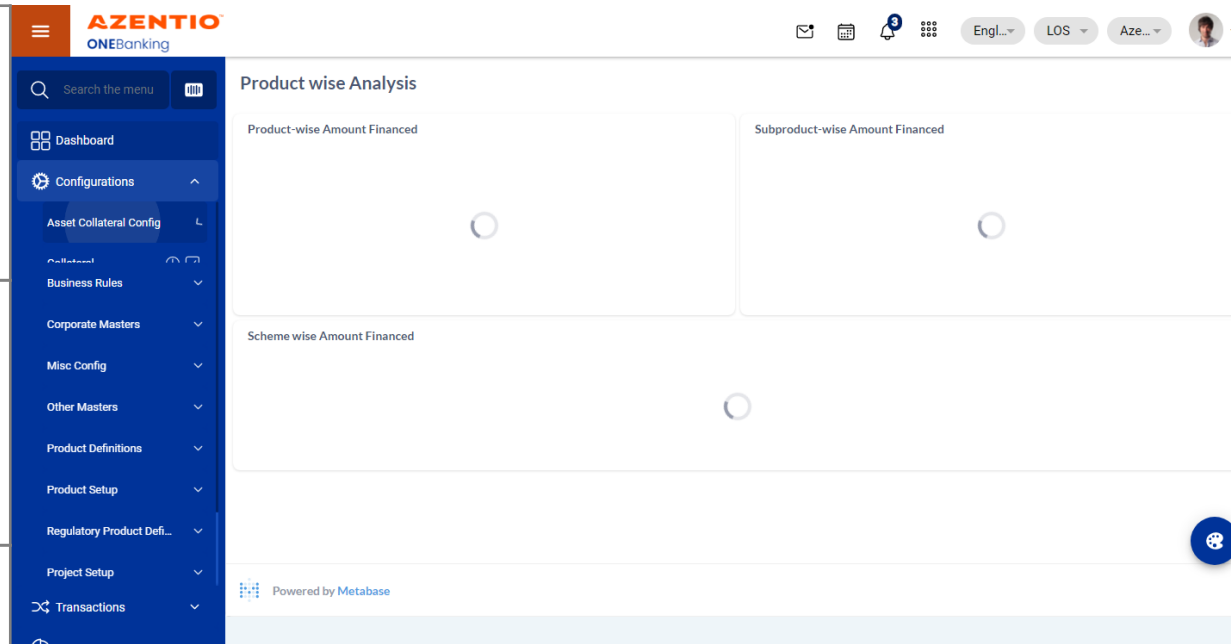 AZENTIO
ONEBanking
3
Engl...
LOS
Aze...
Search the menu
Dashboard
Configurations
Asset Collateral Config
Collateral
Business Rules
Corporate Masters
Misc Config
Other Masters
Product Definitions
Product Setup
Regulatory Product Defi...
Project Setup
Transactions
Product wise Analysis
Product-wise Amount Financed
Subproduct-wise Amount Financed
Scheme wise Amount Financed
Powered by Metabase